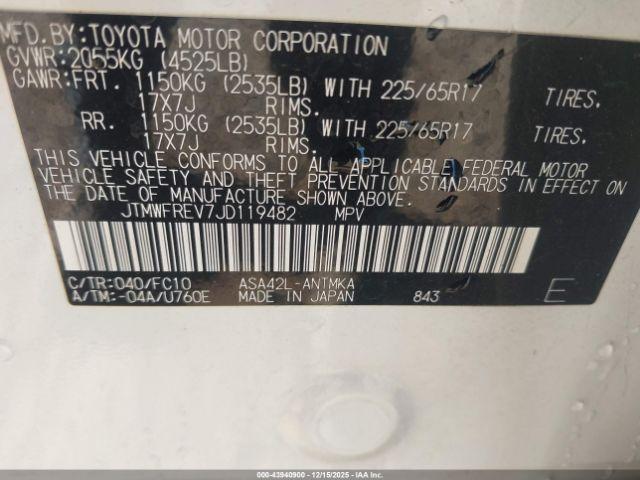 MFD.BY:TOYOTA MOTOR CORPORATION
GVWR:2055KG (4525LB)
GAWR:FRT. 1150KG (2535LB) WITH 225/65R17 TIRES.
17X7J RIMS.
RR. 1150KG (2535LB) WITH 225/65R17 TIRES.
17X7J RIMS.
THIS VEHICLE CONFORMS TO ALL APPLICABLE FEDERAL MOTOR
VEHICLE SAFETY AND THEFT PREVENTION STANDARDS IN EFFECT ON
THE DATE OF MANUFACTURE SHOWN ABOVE.
JTMWFREV7JD119482 MPV
C/TR:040/FC10 ASA42L-ANTMKA
A/TM:-04A/U760E MADE IN JAPAN 843 E
000-43940900 - 12/15/2025 - IAA, Inc.